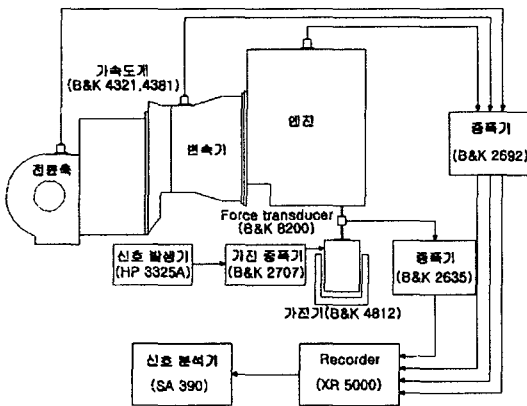 가속도계
(B&K 4321,4381)
엔진
변속기
증폭기
(B&K 2692)
전륜축
Force transducer
(B&K 8200)
신호 발생기
(HP 3325A)
가진 증폭기
(B&K 2707)
증폭기
(B&K 2635)
가진기(B&K 4812)
신호 분석기
(SA 390)
Recorder
(XR 5000)